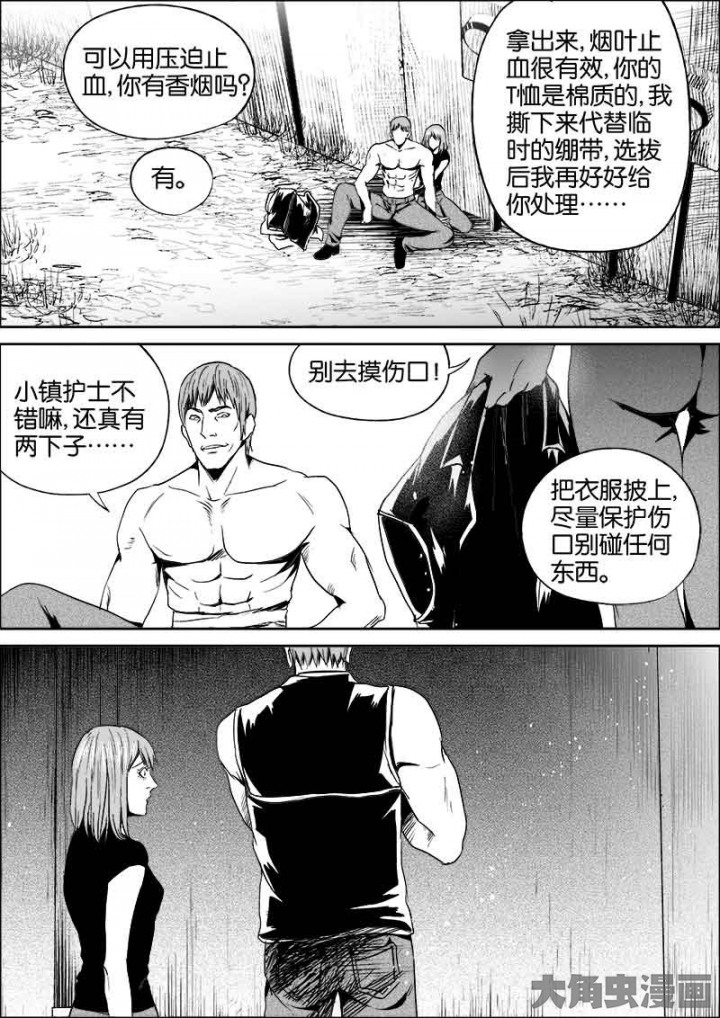 可以用压迫止
血,你有香烟吗?
有。
拿出来,烟叶止
血很有效,你的
T恤是棉质的,我
撕下来代替临
时的绷带,选拔
后我再好好给
你处理……
小镇护士不
错嘛,还真有
两下子……
别去摸伤口!
把衣服披上,
尽量保护伤
口别碰任何
东西。
大角虫漫画